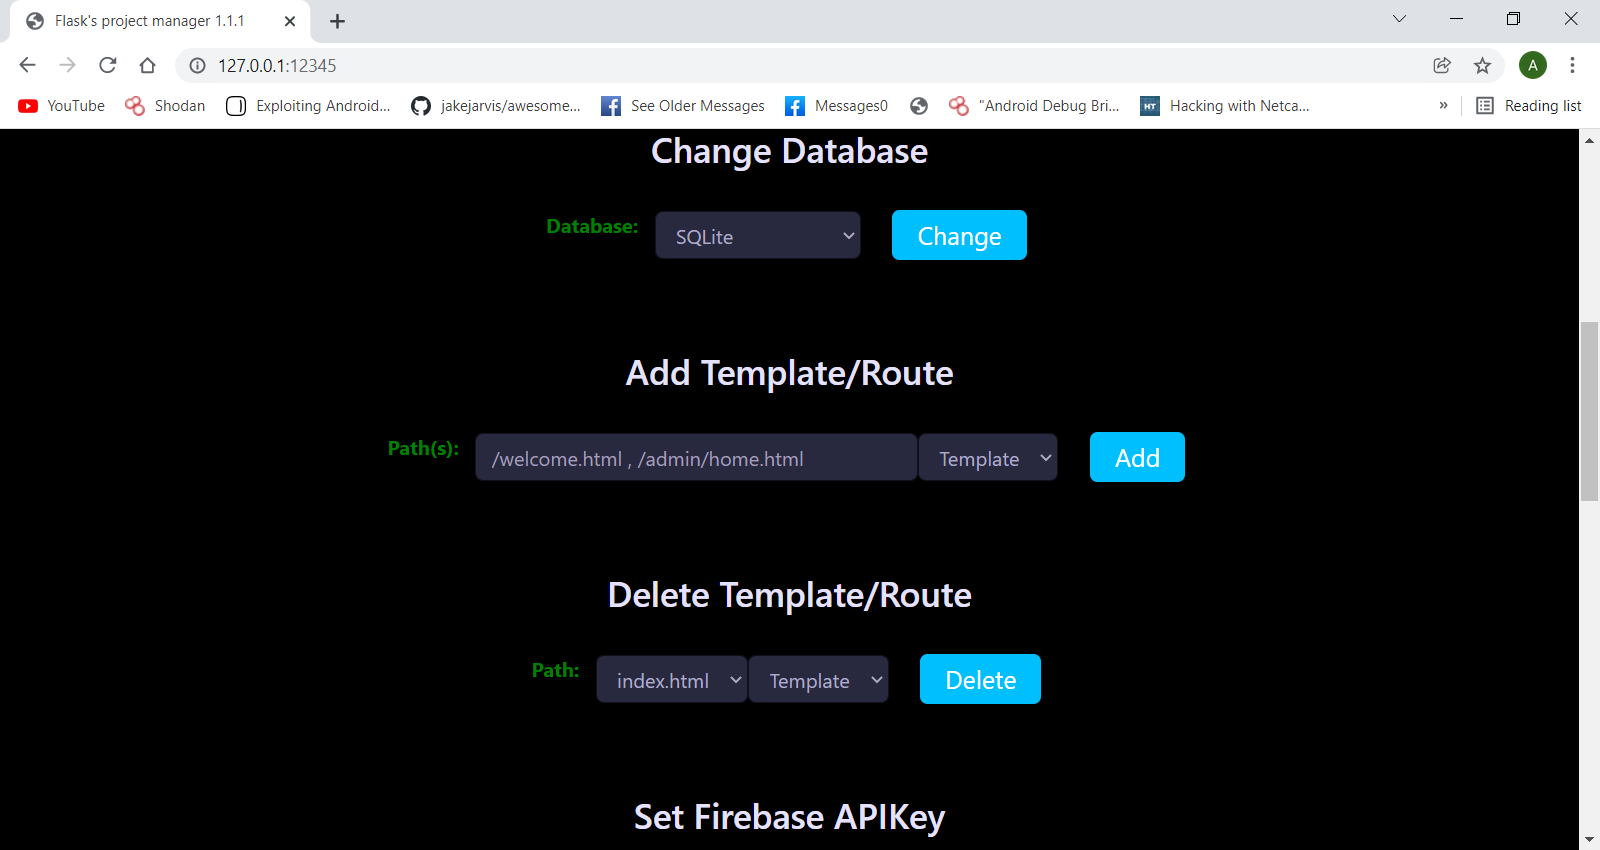 Flask's project manager 1.1.1
127.0.0.1:12345
A
YouTube Shodan Exploiting Android... jakejarvis/awesome... See Older Messages Messages0 "Android Debug Bri... HT Hacking with Netca... » Reading list
Change Database
Database: SQLite Change
Add Template/Route
Path(s): /welcome.html , /admin/home.html Template Add
Delete Template/Route
Path: index.html Template Delete
Set Firebase APIKey